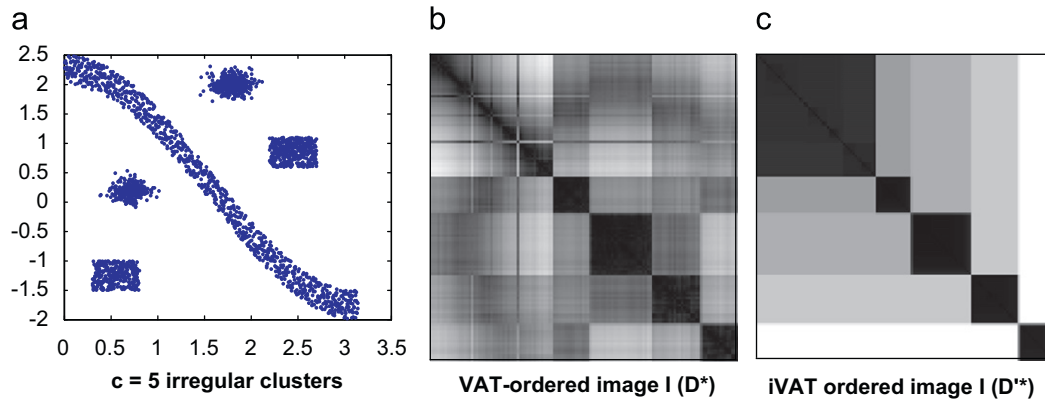 a
b
c
2.5
2
1.5
1
0.5
0
-0.5
-1
-1.5
-2
0 0.5 1 1.5 2 2.5 3 3.5
c = 5 irregular clusters
VAT-ordered image I (D*)
iVAT ordered image I (D'*)